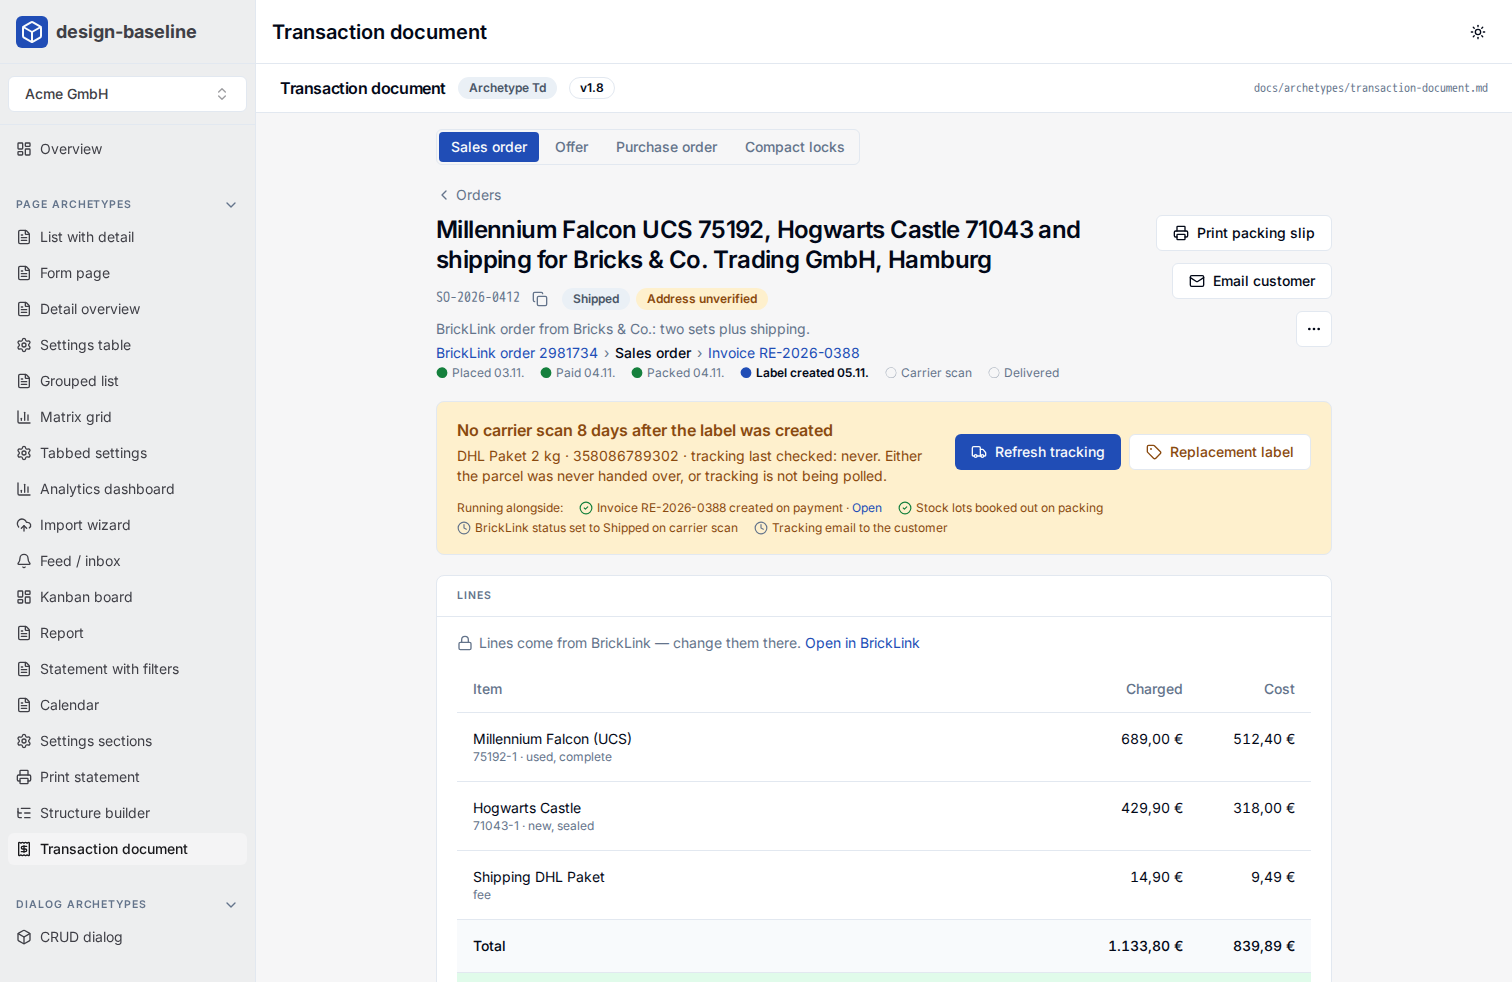 design-baseline
Transaction document
Acme GmbH
Transaction document
Archetype Td
v1.8
docs/archetypes/transaction-document.md
Overview
PAGE ARCHETYPES
List with detail
Form page
Detail overview
Settings table
Grouped list
Matrix grid
Tabbed settings
Analytics dashboard
Import wizard
Feed / inbox
Kanban board
Report
Statement with filters
Calendar
Settings sections
Print statement
Structure builder
Transaction document
DIALOG ARCHETYPES
CRUD dialog
Sales order
Offer
Purchase order
Compact locks
Orders
Millennium Falcon UCS 75192, Hogwarts Castle 71043 and
shipping for Bricks & Co. Trading GmbH, Hamburg
Print packing slip
Email customer
SO-2026-0412
Shipped
Address unverified
BrickLink order from Bricks & Co.: two sets plus shipping.
BrickLink order 2981734 › Sales order › Invoice RE-2026-0388
Placed 03.11. Paid 04.11. Packed 04.11. Label created 05.11. Carrier scan Delivered
No carrier scan 8 days after the label was created
DHL Paket 2 kg · 358086789302 · tracking last checked: never. Either
the parcel was never handed over, or tracking is not being polled.
Refresh tracking
Replacement label
Running alongside: Invoice RE-2026-0388 created on payment · Open Stock lots booked out on packing
BrickLink status set to Shipped on carrier scan Tracking email to the customer
LINES
Lines come from BrickLink — change them there. Open in BrickLink
Item Charged Cost
Millennium Falcon (UCS) 689,00 € 512,40 €
75192-1 · used, complete
Hogwarts Castle 429,90 € 318,00 €
71043-1 · new, sealed
Shipping DHL Paket 14,90 € 9,49 €
fee
Total 1.133,80 € 839,89 €